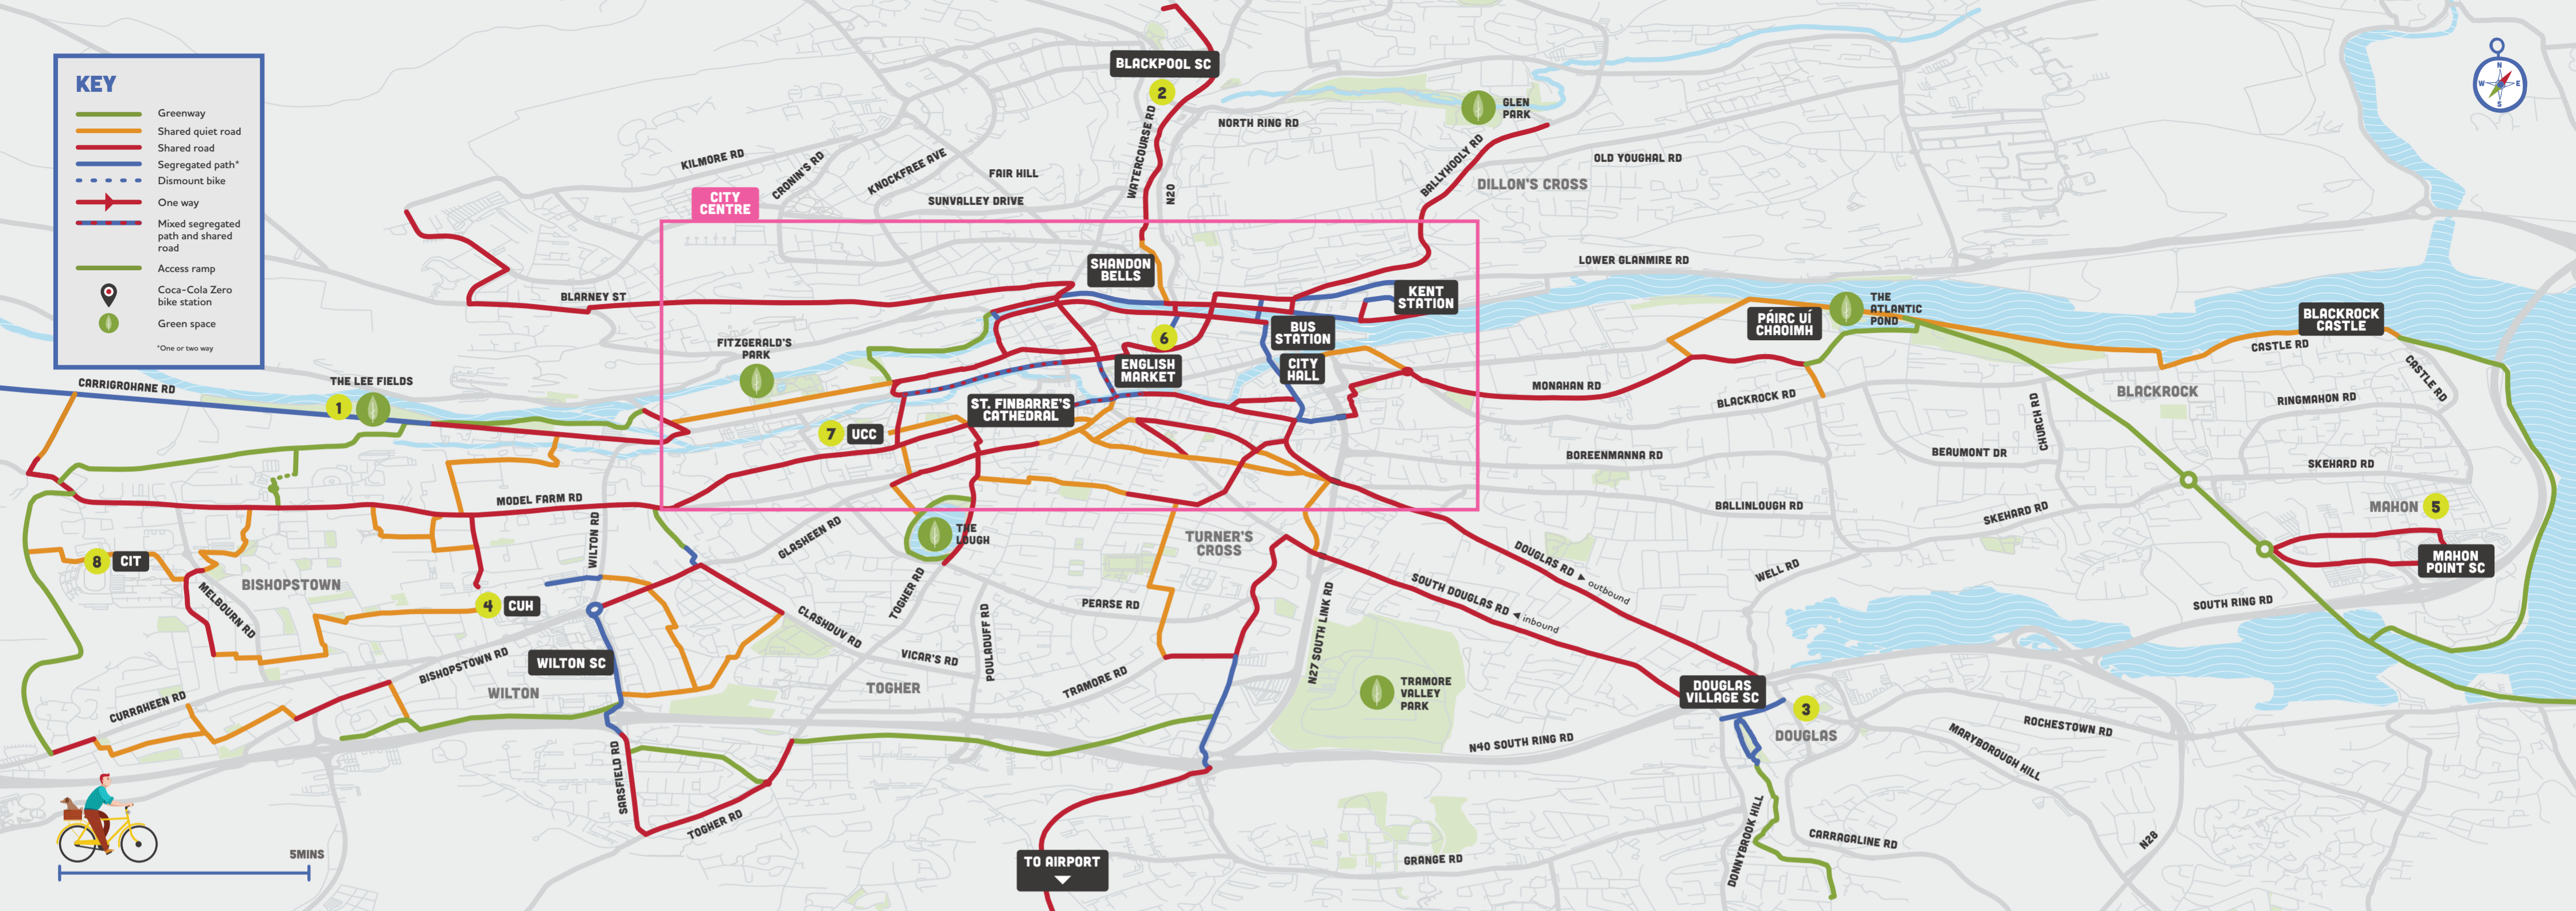 KEY
Greenway
Shared quiet road
Shared road
Segregated path*
Dismount bike
One way
Mixed segregated
path and shared
road
Access ramp
Coca-Cola Zero
bike station
Green space
*One or two way
BLACKPOOL SC
2
WATERCOURSE RD
N20
NORTH RING RD
GLEN
PARK
BALLYHOOLY RD
OLD YOUGHAL RD
DILLON'S CROSS
N
W
E
S
KILMORE RD
CRONIN'S RD
KNOCKFREE AVE
FAIR HILL
SUNVALLEY DRIVE
CITY
CENTRE
SHANDON
BELLS
BLARNEY ST
LOWER GLANMIRE RD
KENT
STATION
BUS
STATION
6
FITZGERALD'S
PARK
ENGLISH
MARKET
CITY
HALL
ST. FINBARRE'S
CATHEDRAL
7
UCC
PÁIRC UÍ
CHAOIMH
THE
ATLANTIC
POND
BLACKROCK
CASTLE
CASTLE RD
CASTLE RD
MONAHAN RD
BLACKROCK RD
BLACKROCK
RINGMAHON RD
CHURCH RD
BOREENMANNA RD
BEAUMONT DR
SKEHARD RD
CARRIGROHANE RD
THE LEE FIELDS
1
MODEL FARM RD
WILTON RD
GLASHEEN RD
THE
LOUGH
TURNER'S
CROSS
BALLINLOUGH RD
SKEHARD RD
MAHON
5
MAHON
POINT SC
8
CIT
BISHOPSTOWN
MELBOURN RD
4
CUH
CLASHDUV RD
TOGHER RD
POULADUFF RD
PEARSE RD
DOUGLAS RD
outbound
SOUTH DOUGLAS RD
inbound
WELL RD
SOUTH RING RD
WILTON SC
BISHOPSTOWN RD
WILTON
CURRAHEEN RD
TOGHER
VICAR'S RD
TRAMORE RD
N27 SOUTH LINK RD
TRAMORE
VALLEY
PARK
DOUGLAS
VILLAGE SC
3
DOUGLAS
ROCHESTOWN RD
MARYBOROUGH HILL
N40 SOUTH RING RD
SARSFIELD RD
TOGHER RD
5MINS
TO AIRPORT
GRANGE RD
DONNYBROOK HILL
CARRAGALINE RD
N28